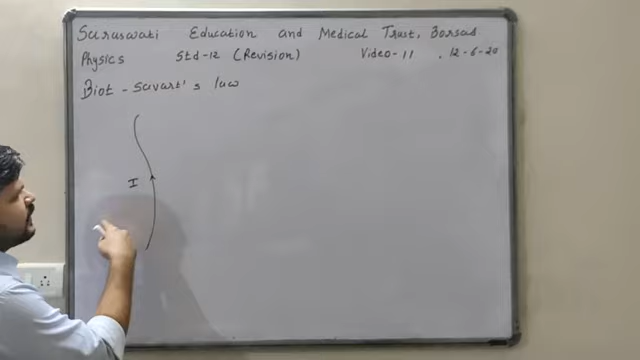 Saraswati Education and Medical Trust, Borsad
Physics Std-12 (Revision) Video-11 . 12-6-20
Biot-Savart's law
I